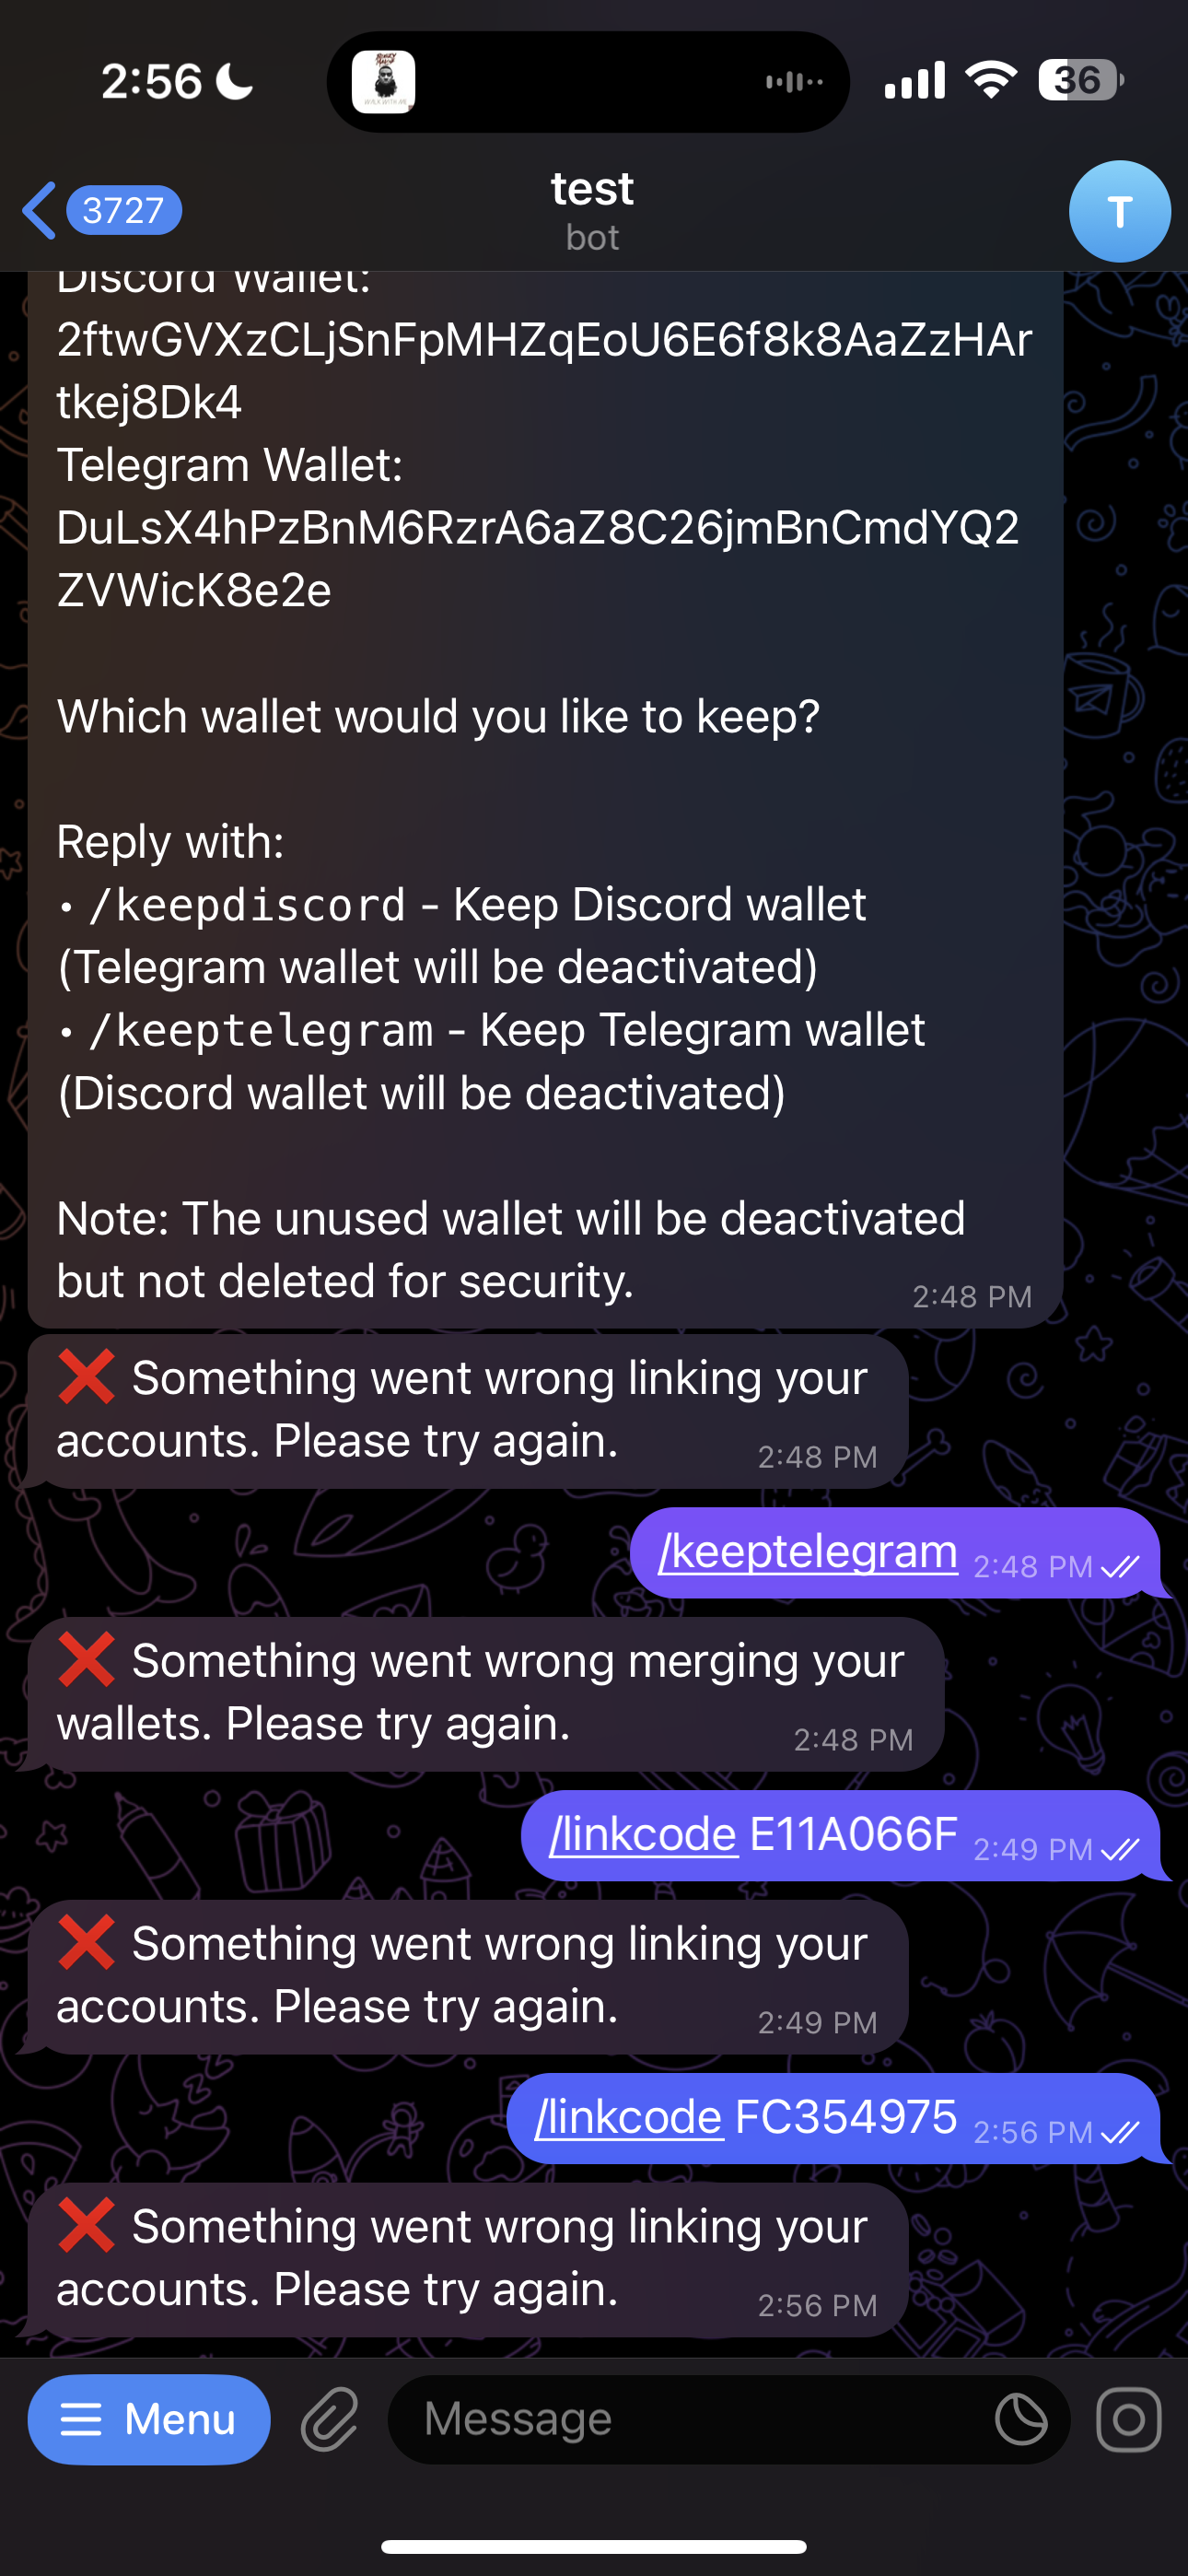 2:56
36
3727
test
bot
T
Discord Wallet:
2ftwGVXzCLjSnFpMHZqEoU6E6f8k8AaZzHAr
tkej8Dk4
Telegram Wallet:
DuLsX4hPzBnM6RzrA6aZ8C26jmBnCmdYQ2
ZVWicK8e2e
Which wallet would you like to keep?
Reply with:
• /keepdiscord - Keep Discord wallet
(Telegram wallet will be deactivated)
• /keeptelegram - Keep Telegram wallet
(Discord wallet will be deactivated)
Note: The unused wallet will be deactivated
but not deleted for security.
2:48 PM
❌ Something went wrong linking your
accounts. Please try again.
2:48 PM
/keeptelegram 2:48 PM
❌ Something went wrong merging your
wallets. Please try again.
2:48 PM
/linkcode E11A066F 2:49 PM
❌ Something went wrong linking your
accounts. Please try again.
2:49 PM
/linkcode FC354975 2:56 PM
❌ Something went wrong linking your
accounts. Please try again.
2:56 PM
Menu
Message